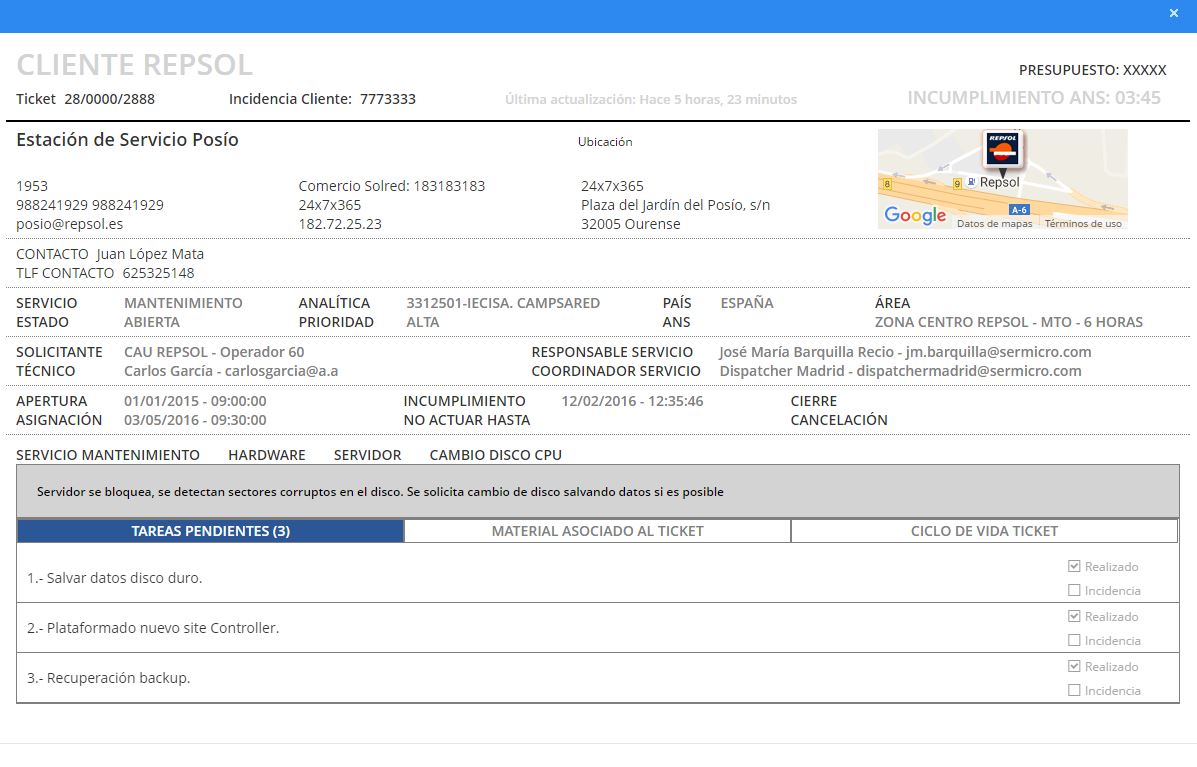 ×
CLIENTE REPSOL
PRESUPUESTO: XXXXX
Ticket 28/0000/2888 Incidencia Cliente: 7773333 Última actualización: Hace 5 horas, 23 minutos INCUMPLIMIENTO ANS: 03:45
Estación de Servicio Posío Ubicación
1953 Comercio Solred: 183183183 24x7x365
988241929 988241929 24x7x365 Plaza del Jardín del Posío, s/n
posio@repsol.es 182.72.25.23 32005 Ourense
REPSOL
8 9 Repsol
A-6
Google Datos de mapas Términos de uso
CONTACTO Juan López Mata
TLF CONTACTO 625325148
SERVICIO MANTENIMIENTO ANALÍTICA 3312501-IECISA. CAMPSARED PAÍS ESPAÑA ÁREA
ESTADO ABIERTA PRIORIDAD ALTA ANS ZONA CENTRO REPSOL - MTO - 6 HORAS
SOLICITANTE CAU REPSOL - Operador 60 RESPONSABLE SERVICIO José María Barquilla Recio - jm.barquilla@sermicro.com
TÉCNICO Carlos García - carlosgarcia@a.a COORDINADOR SERVICIO Dispatcher Madrid - dispatchermadrid@sermicro.com
APERTURA 01/01/2015 - 09:00:00 INCUMPLIMIENTO 12/02/2016 - 12:35:46 CIERRE
ASIGNACIÓN 03/05/2016 - 09:30:00 NO ACTUAR HASTA CANCELACIÓN
SERVICIO MANTENIMIENTO HARDWARE SERVIDOR CAMBIO DISCO CPU
Servidor se bloquea, se detectan sectores corruptos en el disco. Se solicita cambio de disco salvando datos si es posible
TAREAS PENDIENTES (3) MATERIAL ASOCIADO AL TICKET CICLO DE VIDA TICKET
1.- Salvar datos disco duro.
Realizado
Incidencia
2.- Plataformado nuevo site Controller.
Realizado
Incidencia
3.- Recuperación backup.
Realizado
Incidencia